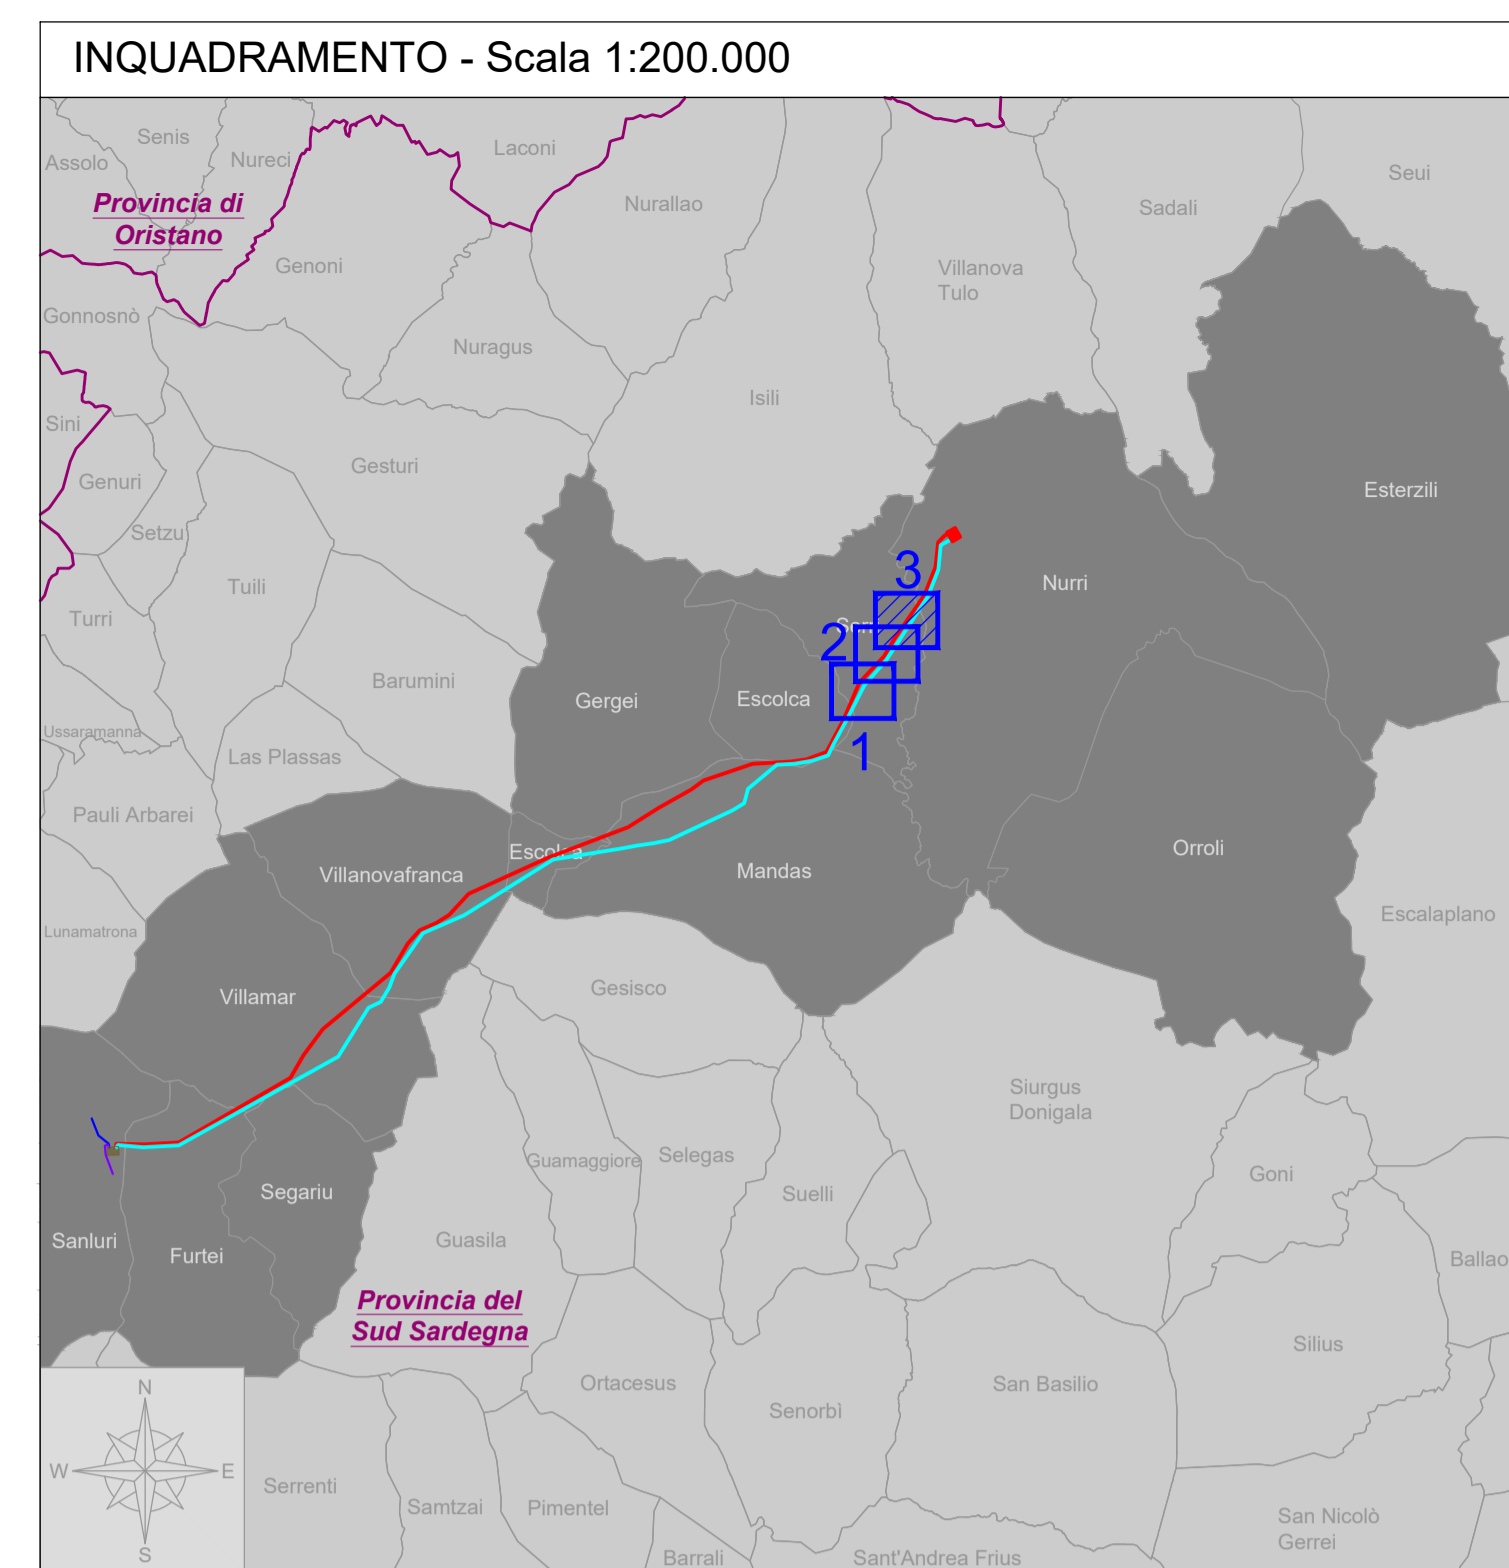 INQUADRAMENTO - Scala 1:200.000
Senis
Assolo
Nureci
Laconi
Seui
Provincia di
Oristano
Nurallao
Sadali
Genoni
Villanova
Tulo
Gonnosnò
Nuragus
Isili
Sini
Gesturi
Genuri
Esterzili
Setzu
3
Tuili
Nurri
Turri
2
Barumini
Gergei
Escolca
Ussaramanna
Las Plassas
1
Pauli Arbarei
Escolca
Orroli
Villanovafranca
Mandas
Escalaplano
Lunamatrona
Gesisco
Villamar
Siurgus
Donigala
Guamaggiore
Selegas
Goni
Segariu
Suelli
Sanluri
Guasila
Furtei
Ballao
Provincia del
Sud Sardegna
Silius
Ortacesus
San Basilio
Senorbì
N
W
E
S
Serrenti
Samtzai
Pimentel
San Nicolò
Gerrei
Barrali
Sant'Andrea Frius